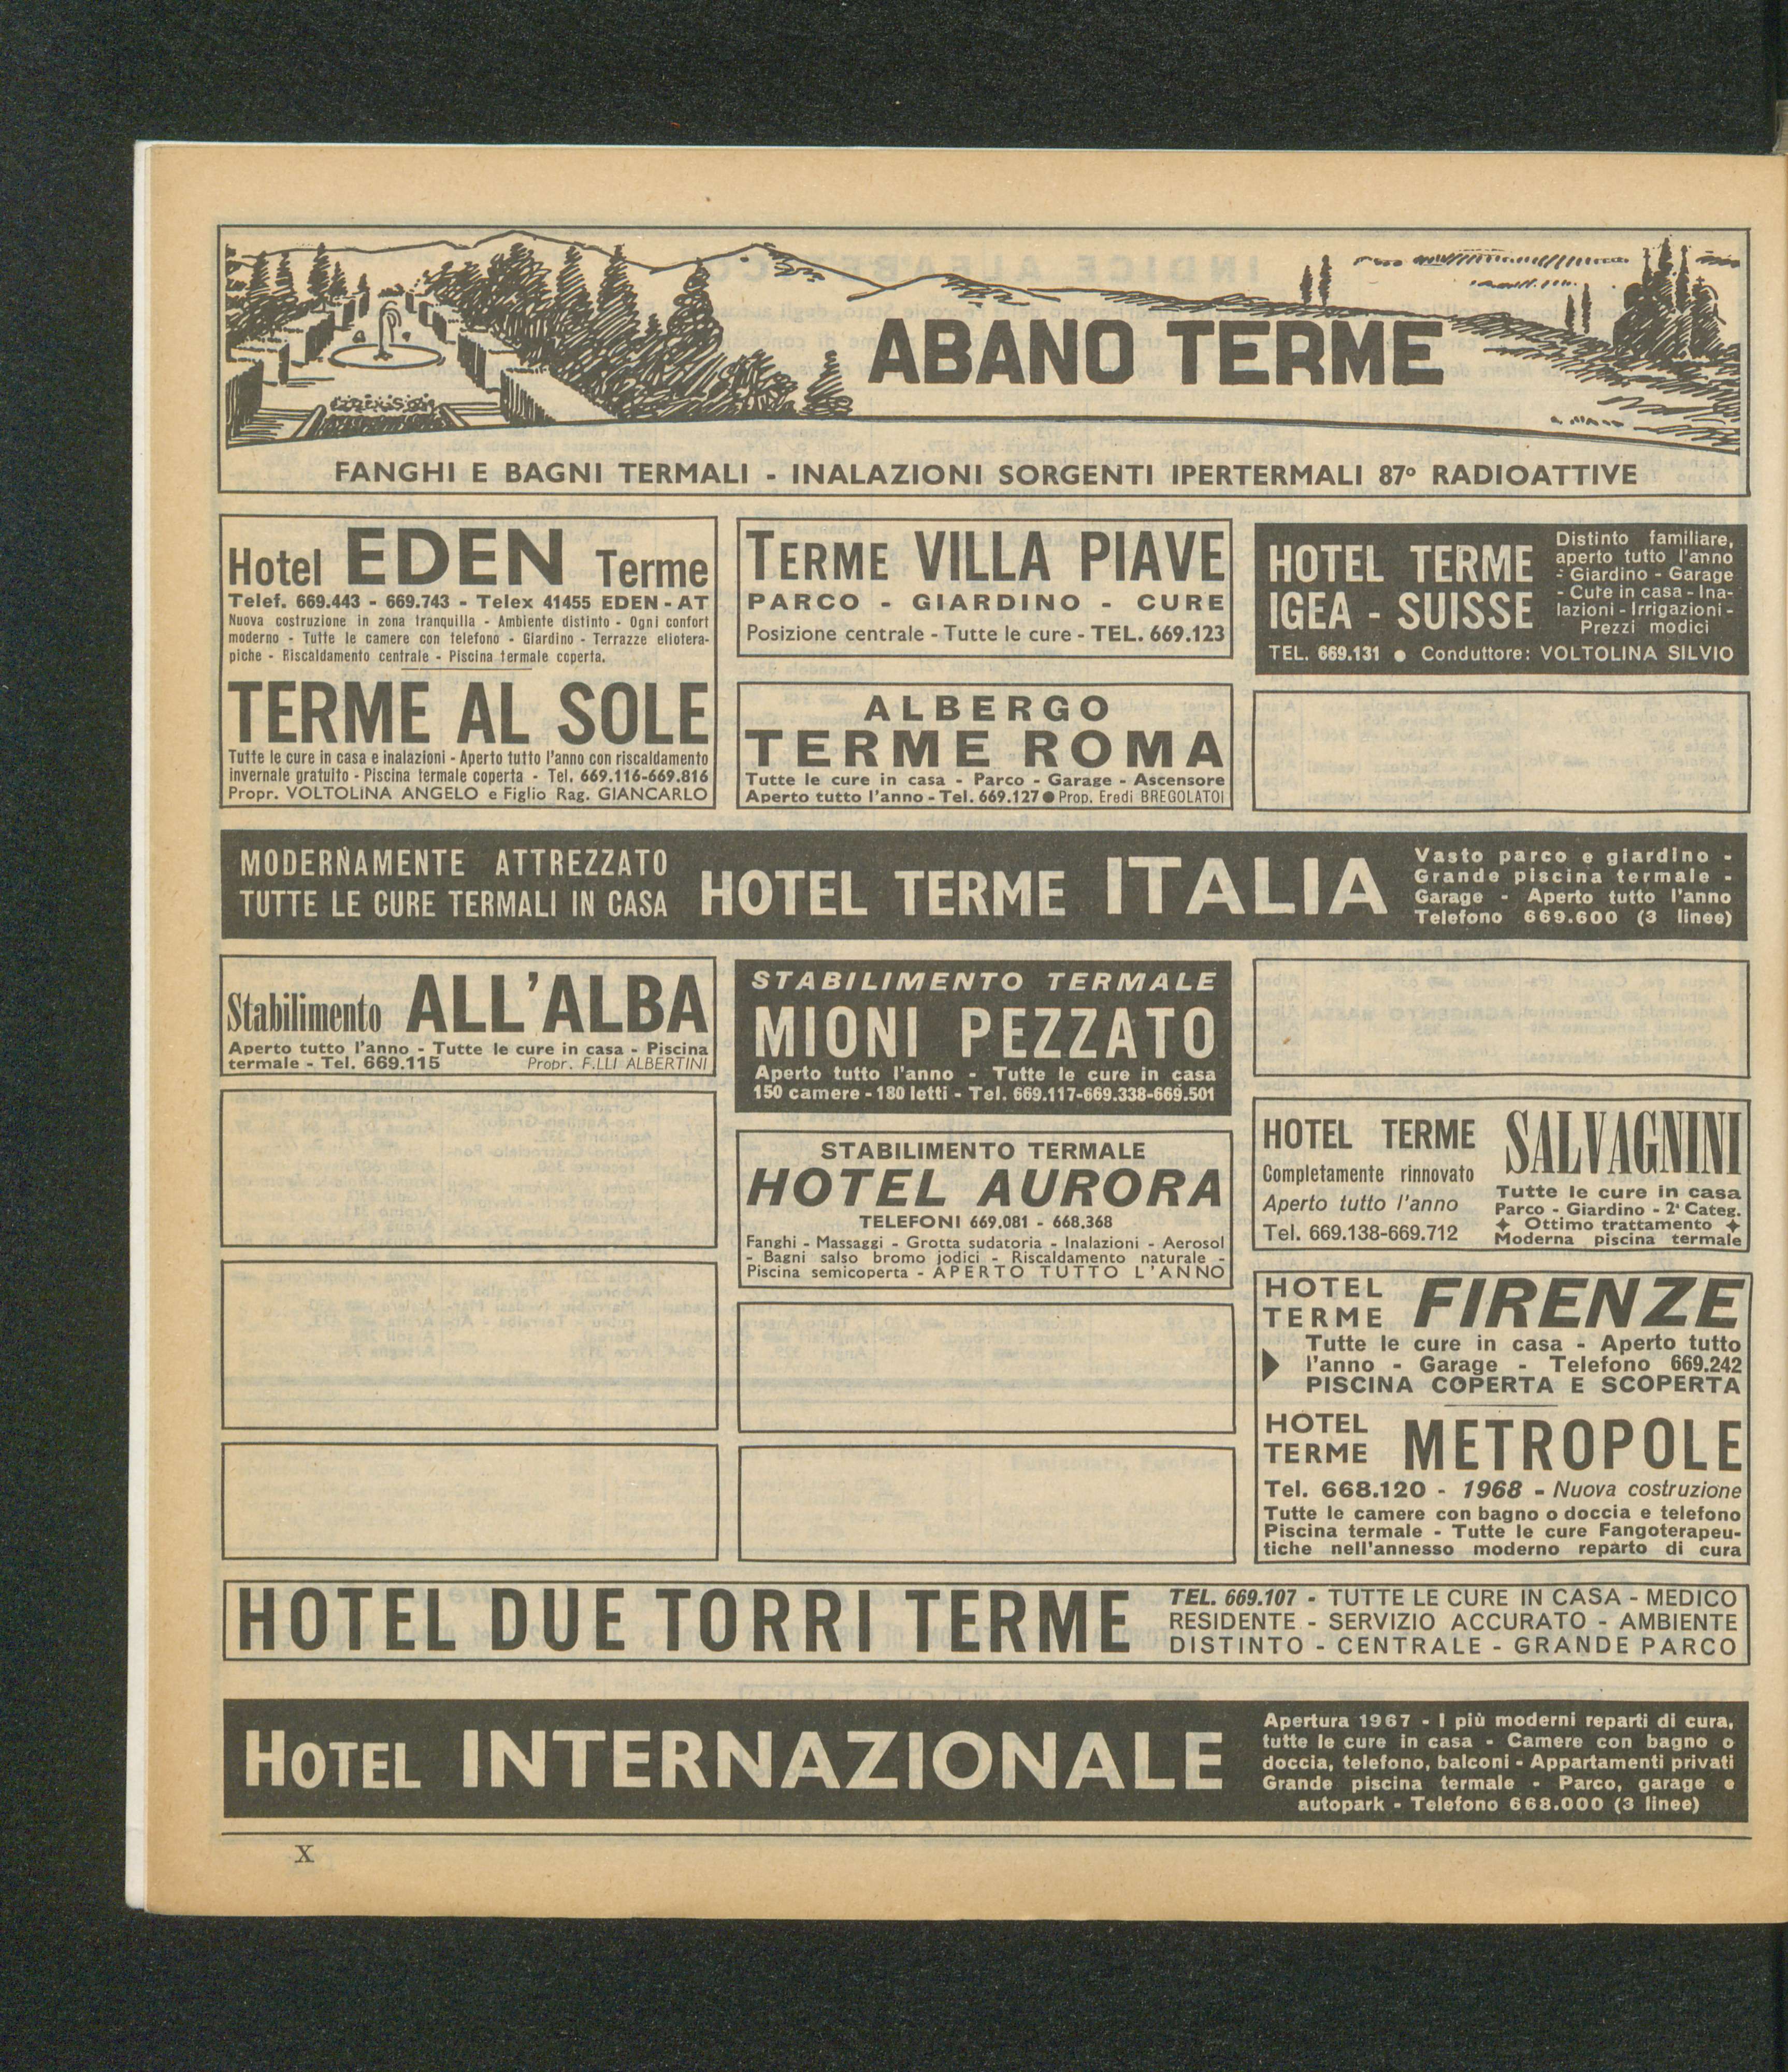 ABANO TERME
FANGHI E BAGNI TERMALI - INALAZIONI SORGENTI IPERTERMALI 87° RADIOATTIVE
Hotel EDEN Terme
Telef. 669.443 - 669.743 - Telex 41455 EDEN - AT
Nuova costruzione in zona tranquilla - Ambiente distinto - Ogni confort
moderno - Tutte le camere con telefono - Giardino - Terrazze eliotera-
piche - Riscaldamento centrale - Piscina termale coperta.
TERME AL SOLE
Tutte le cure in casa e inalazioni - Aperto tutto l'anno con riscaldamento
invernale gratuito - Piscina termale coperta - Tel. 669.116-669.816
Propr. VOLTOLINA ANGELO e Figlio Rag. GIANCARLO
TERME VILLA PIAVE
PARCO - GIARDINO - CURE
Posizione centrale - Tutte le cure - TEL. 669.123
ALBERGO
TERME ROMA
Tutte le cure in casa - Parco - Garage - Ascensore
Aperto tutto l'anno - Tel. 669.127 ● Prop. Eredi BREGOLATOI
HOTEL TERME
IGEA - SUISSE
Distinto familiare,
aperto tutto l'anno
- Giardino - Garage
- Cure in casa - Ina-
lazioni - Irrigazioni -
Prezzi modici
TEL. 669.131 ● Conduttore: VOLTOLINA SILVIO
MODERNAMENTE ATTREZZATO
TUTTE LE CURE TERMALI IN CASA
HOTEL TERME ITALIA
Vasto parco e giardino -
Grande piscina termale -
Garage - Aperto tutto l'anno
Telefono 669.600 (3 linee)
Stabilimento ALL'ALBA
Aperto tutto l'anno - Tutte le cure in casa - Piscina
termale - Tel. 669.115 Propr. F.LLI ALBERTINI
STABILIMENTO TERMALE
MIONI PEZZATO
Aperto tutto l'anno - Tutte le cure in casa
150 camere - 180 letti - Tel. 669.117-669.338-669.501
STABILIMENTO TERMALE
HOTEL AURORA
TELEFONI 669.081 - 668.368
Fanghi - Massaggi - Grotta sudatoria - Inalazioni - Aerosol
- Bagni salso bromo jodici - Riscaldamento naturale -
Piscina semicoperta - APERTO TUTTO L'ANNO
HOTEL TERME SALVAGNINI
Completamente rinnovato
Aperto tutto l'anno
Tel. 669.138-669.712
Tutte le cure in casa
Parco - Giardino - 2ª Categ.
✦ Ottimo trattamento ✦
Moderna piscina termale
HOTEL
TERME FIRENZE
Tutte le cure in casa - Aperto tutto
l'anno - Garage - Telefono 669.242
PISCINA COPERTA E SCOPERTA
HOTEL
TERME METROPOLE
Tel. 668.120 - 1968 - Nuova costruzione
Tutte le camere con bagno o doccia e telefono
Piscina termale - Tutte le cure Fangoterapeu-
tiche nell'annesso moderno reparto di cura
HOTEL DUE TORRI TERME
TEL. 669.107 - TUTTE LE CURE IN CASA - MEDICO
RESIDENTE - SERVIZIO ACCURATO - AMBIENTE
DISTINTO - CENTRALE - GRANDE PARCO
HOTEL INTERNAZIONALE
Apertura 1967 - I più moderni reparti di cura,
tutte le cure in casa - Camere con bagno o
doccia, telefono, balconi - Appartamenti privati
Grande piscina termale - Parco, garage e
autopark - Telefono 668.000 (3 linee)
X